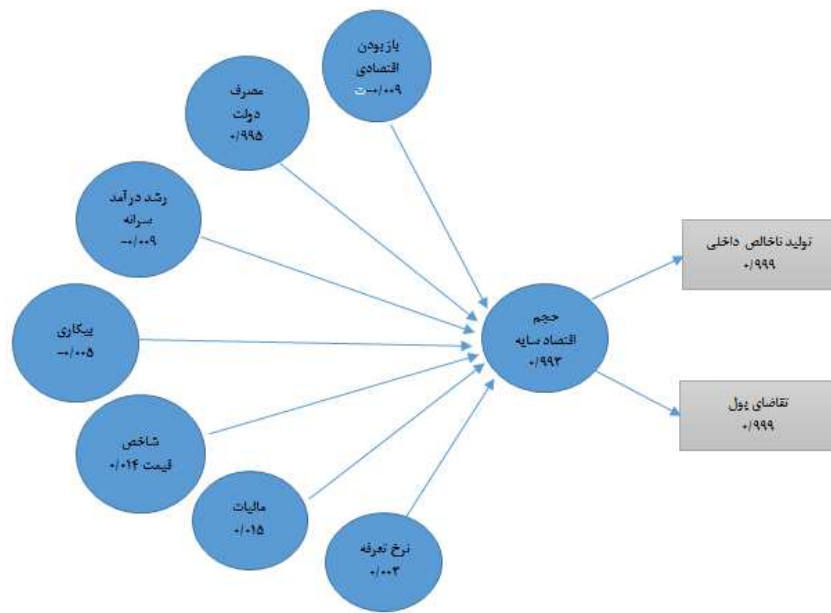 باز بودن
اقتصادی
-۰/۰۰۹ت
مصرف
دولت
۰/۹۹۵
رشد درآمد
سرانه
-۰/۰۰۹
بیکاری
-۰/۰۰۵
شاخص
قیمت ۰/۰۱۴
مالیات
۰/۰۱۵
نرخ تعرفه
۰/۰۰۳
حجم
اقتصاد سایه
۰/۹۹۳
تولید ناخالص داخلی
۰/۹۹۹
تقاضای پول
۰/۹۹۹